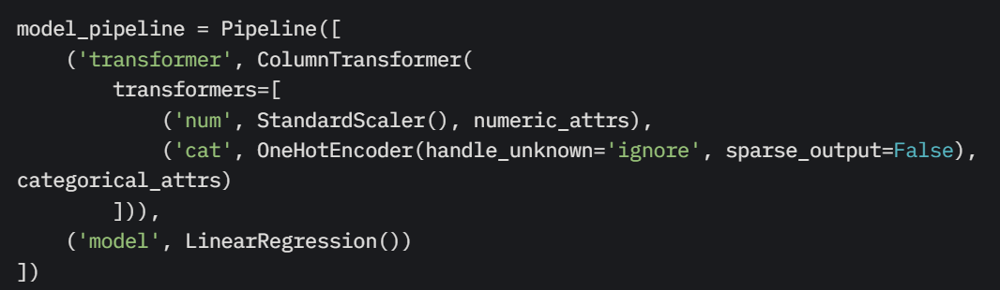 model_pipeline = Pipeline([
    ('transformer', ColumnTransformer(
        transformers=[
            ('num', StandardScaler(), numeric_attrs),
            ('cat', OneHotEncoder(handle_unknown='ignore', sparse_output=False),
categorical_attrs)
        ])),
    ('model', LinearRegression())
])